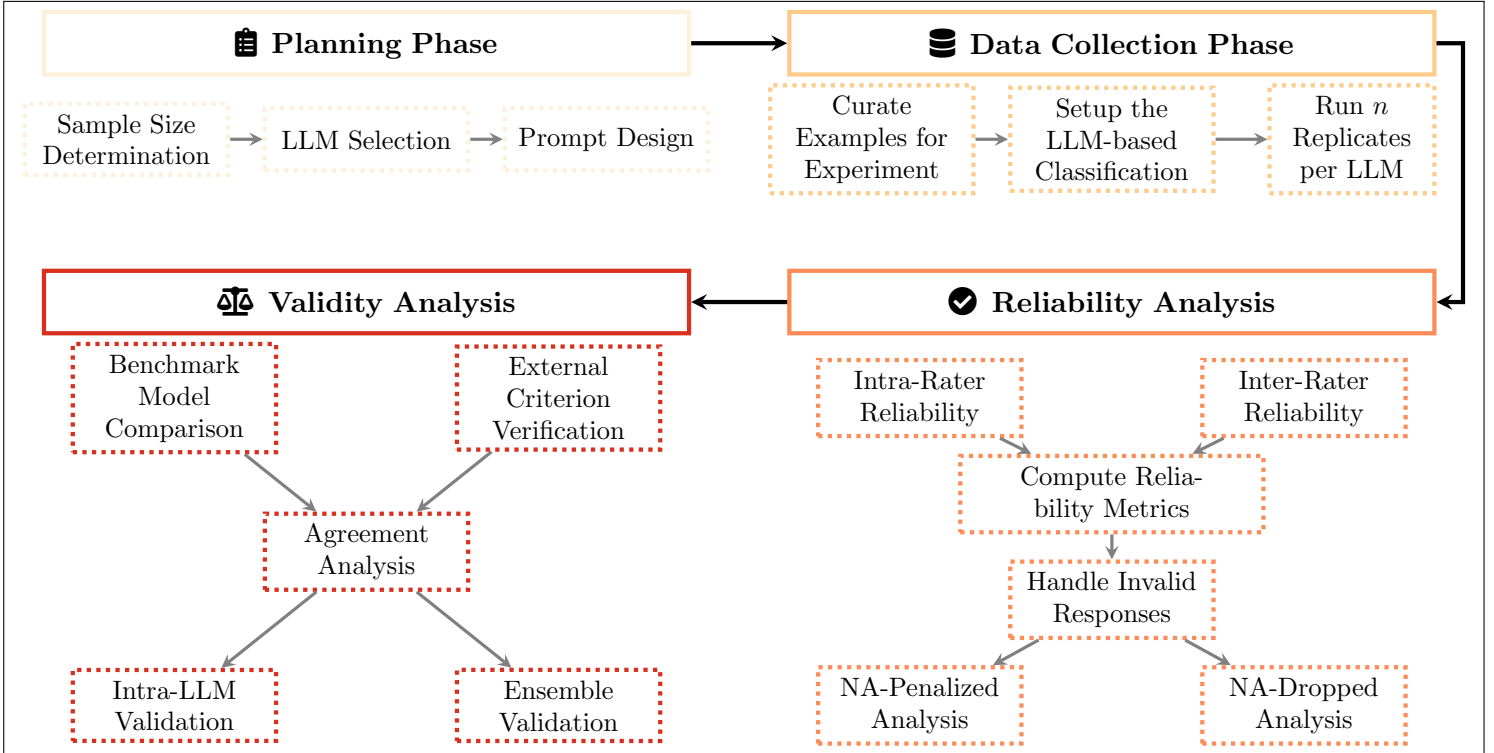 Planning Phase
Data Collection Phase
Sample Size
Determination
LLM Selection
Prompt Design
Curate
Examples for
Experiment
Setup the
LLM-based
Classification
Run n
Replicates
per LLM
Validity Analysis
Reliability Analysis
Benchmark
Model
Comparison
External
Criterion
Verification
Agreement
Analysis
Intra-LLM
Validation
Ensemble
Validation
Intra-Rater
Reliability
Inter-Rater
Reliability
Compute Relia-
bility Metrics
Handle Invalid
Responses
NA-Penalized
Analysis
NA-Dropped
Analysis